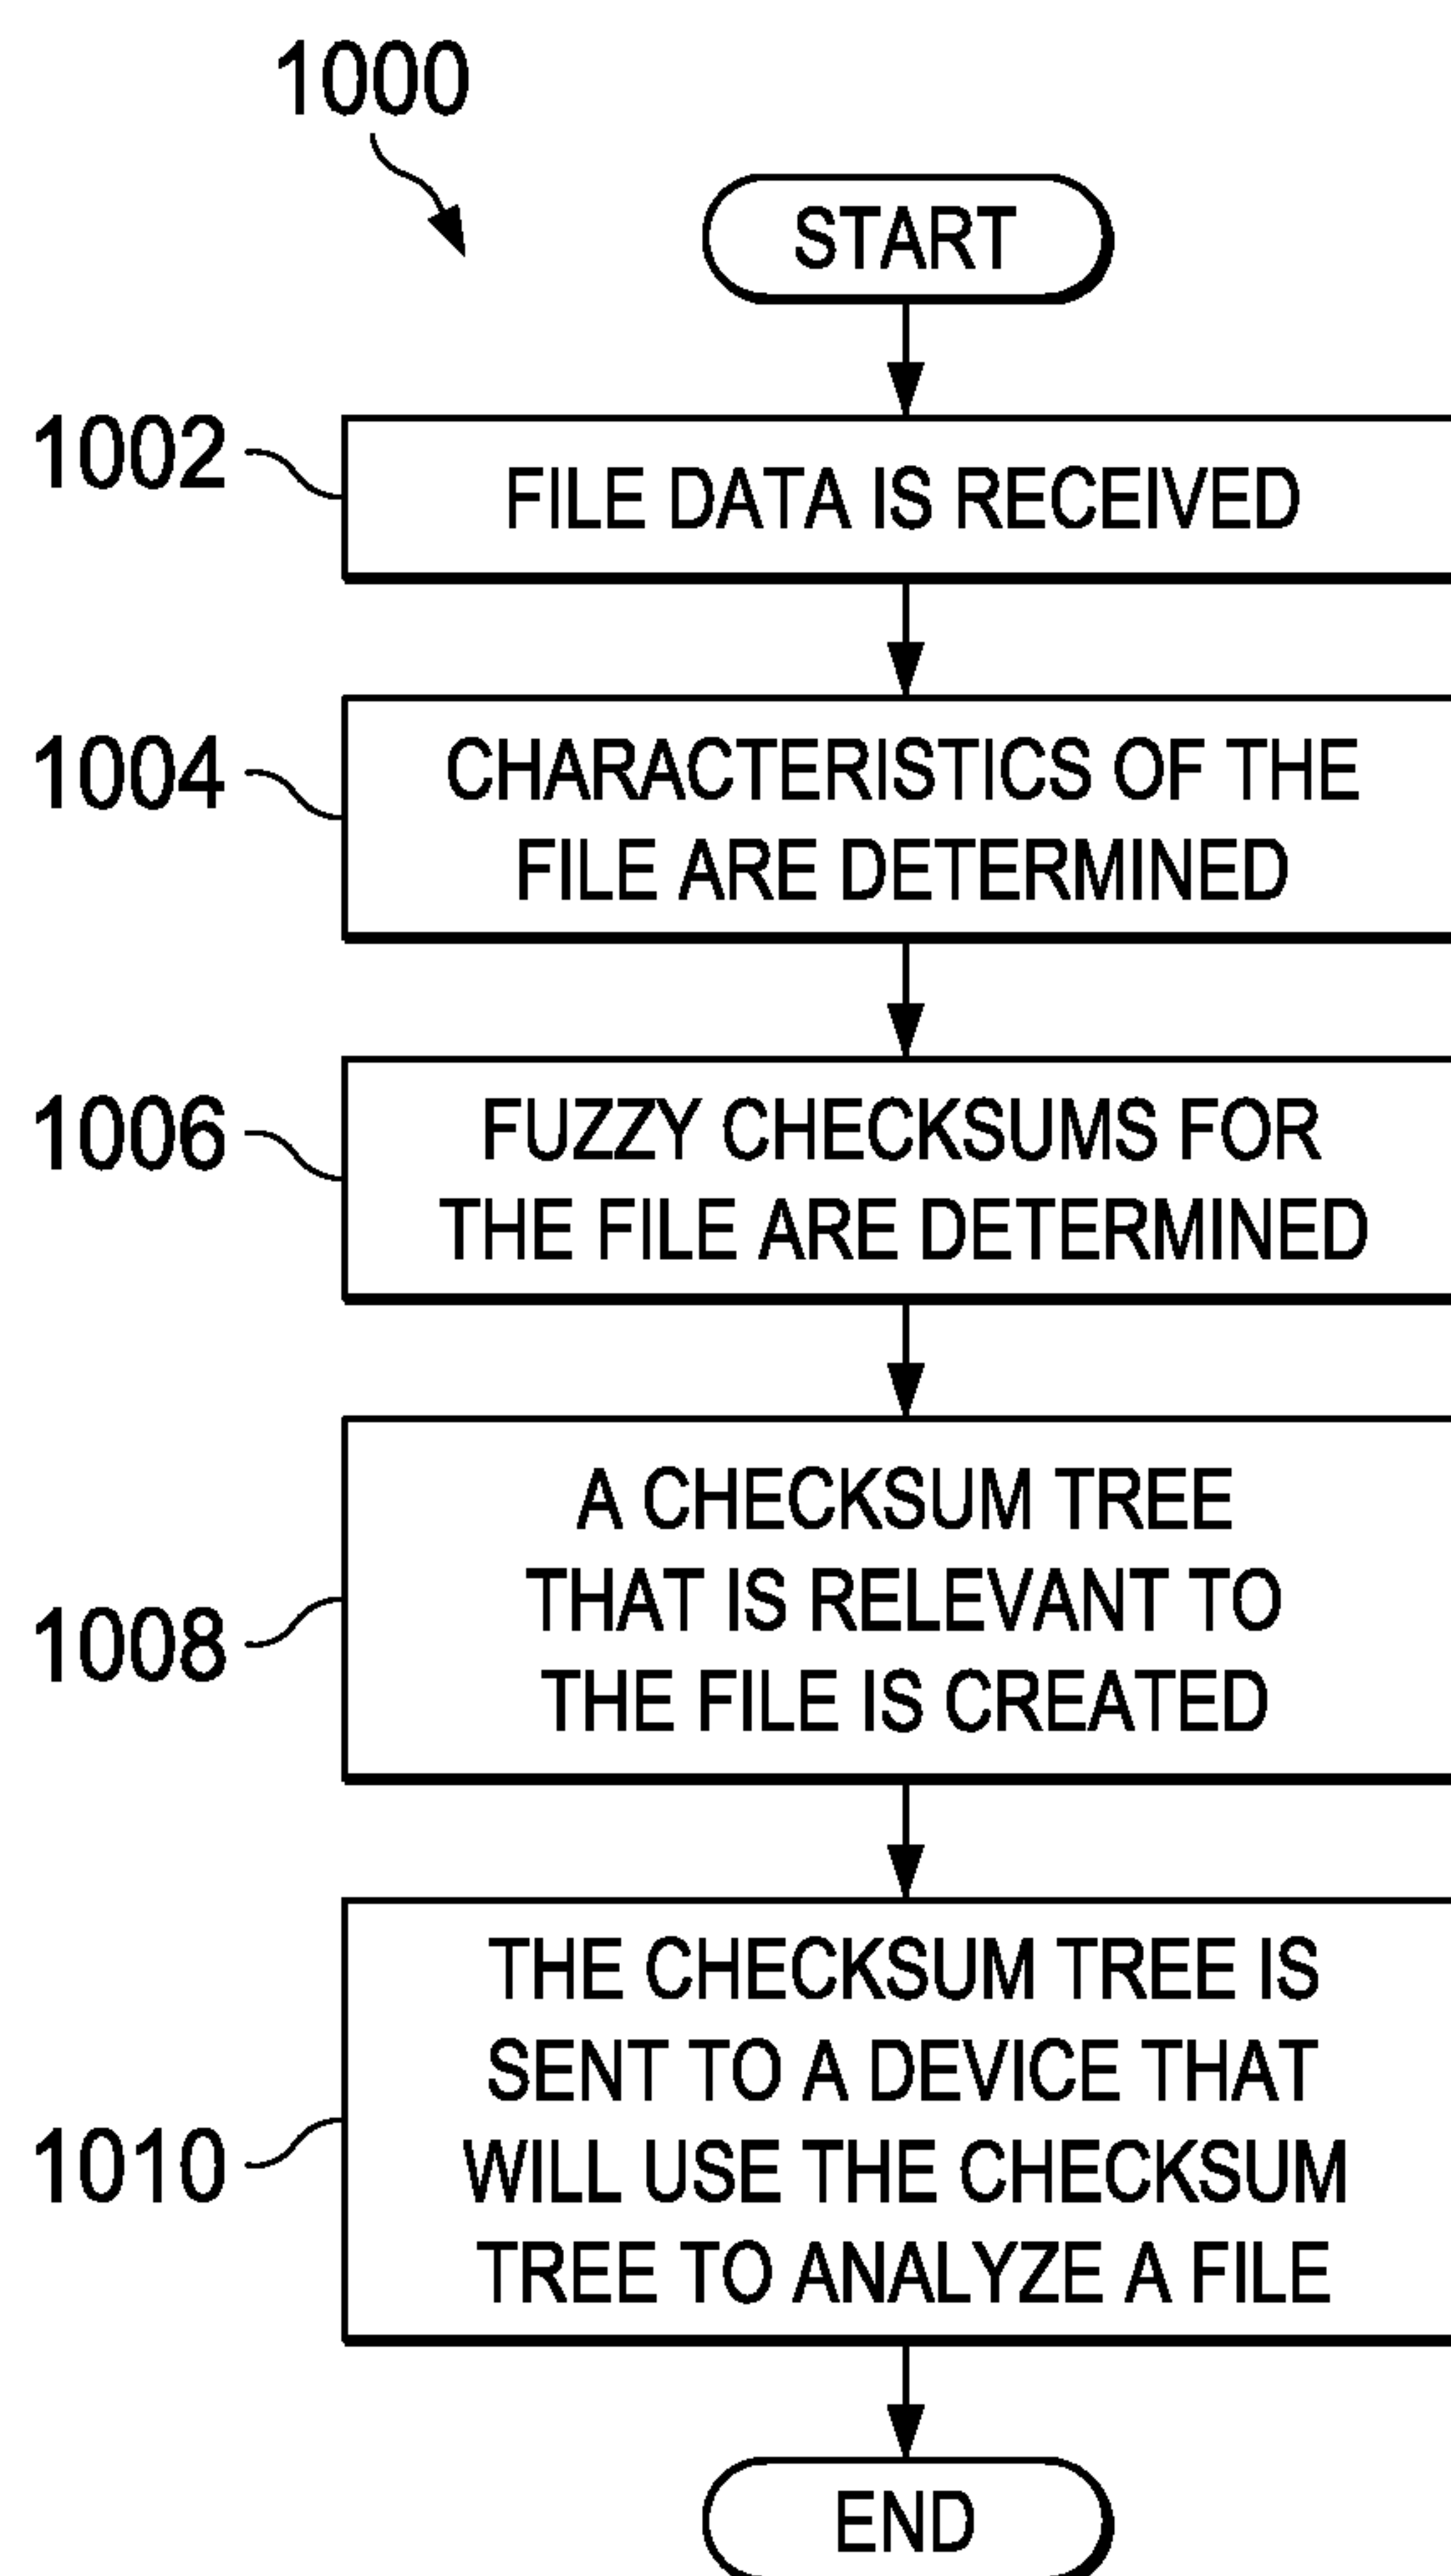 1000
START
1002
FILE DATA IS RECEIVED
1004
CHARACTERISTICS OF THE
FILE ARE DETERMINED
1006
FUZZY CHECKSUMS FOR
THE FILE ARE DETERMINED
1008
A CHECKSUM TREE
THAT IS RELEVANT TO
THE FILE IS CREATED
1010
THE CHECKSUM TREE IS
SENT TO A DEVICE THAT
WILL USE THE CHECKSUM
TREE TO ANALYZE A FILE
END